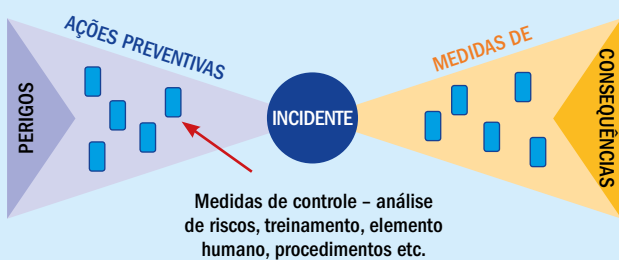 AÇÕES PREVENTIVAS
MEDIDAS DE
PERIGOS
INCIDENTE
CONSEQUÊNCIAS
Medidas de controle – análise
de riscos, treinamento, elemento
humano, procedimentos etc.